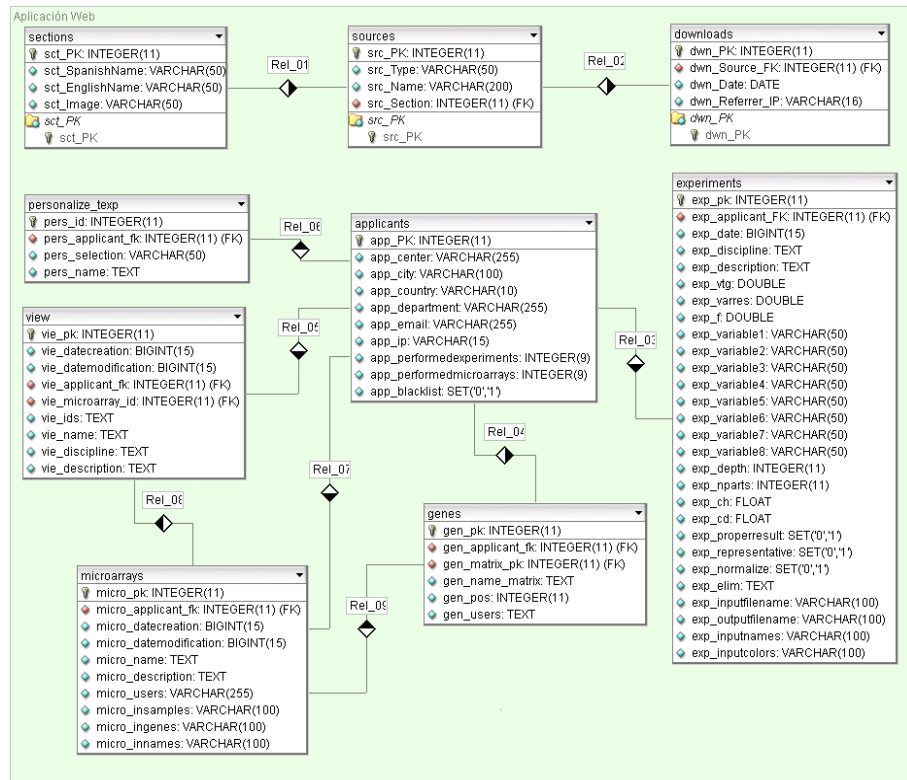 Aplicación Web
sections
sct_PK: INTEGER(11)
sct_SpanishName: VARCHAR(50)
sct_EnglishName: VARCHAR(50)
sct_Image: VARCHAR(50)
sct_PK
sct_PK
Rel_01
sources
src_PK: INTEGER(11)
src_Type: VARCHAR(50)
src_Name: VARCHAR(200)
src_Section: INTEGER(11) (FK)
src_PK
src_PK
Rel_02
downloads
dwn_PK: INTEGER(11)
dwn_Source_FK: INTEGER(11) (FK)
dwn_Date: DATE
dwn_Referrer_IP: VARCHAR(16)
dwn_PK
dwn_PK
personalize_texp
pers_id: INTEGER(11)
pers_applicant_fk: INTEGER(11) (FK)
pers_selection: VARCHAR(50)
pers_name: TEXT
Rel_06
applicants
app_PK: INTEGER(11)
app_center: VARCHAR(255)
app_city: VARCHAR(100)
app_country: VARCHAR(10)
app_department: VARCHAR(255)
app_email: VARCHAR(255)
app_ip: VARCHAR(15)
app_performedexperiments: INTEGER(9)
app_performedmicroarrays: INTEGER(9)
app_blacklist: SET('0','1')
experiments
exp_pk: INTEGER(11)
exp_applicant_FK: INTEGER(11) (FK)
exp_date: BIGINT(15)
exp_discipline: TEXT
exp_description: TEXT
exp_vtg: DOUBLE
exp_varres: DOUBLE
exp_f: DOUBLE
exp_variable1: VARCHAR(50)
exp_variable2: VARCHAR(50)
exp_variable3: VARCHAR(50)
exp_variable4: VARCHAR(50)
exp_variable5: VARCHAR(50)
exp_variable6: VARCHAR(50)
exp_variable7: VARCHAR(50)
exp_variable8: VARCHAR(50)
exp_depth: INTEGER(11)
exp_nparts: INTEGER(11)
exp_ch: FLOAT
exp_cd: FLOAT
exp_properresult: SET('0','1')
exp_representative: SET('0','1')
exp_normalize: SET('0','1')
exp_elim: TEXT
exp_inputfilename: VARCHAR(100)
exp_outputfilename: VARCHAR(100)
exp_inputnames: VARCHAR(100)
exp_inputcolors: VARCHAR(100)
view
vie_pk: INTEGER(11)
vie_datecreation: BIGINT(15)
vie_datemodification: BIGINT(15)
vie_applicant_fk: INTEGER(11) (FK)
vie_microarray_id: INTEGER(11) (FK)
vie_ids: TEXT
vie_name: TEXT
vie_discipline: TEXT
vie_description: TEXT
Rel_05
Rel_03
Rel_04
Rel_07
Rel_08
genes
gen_pk: INTEGER(11)
gen_applicant_fk: INTEGER(11) (FK)
gen_matrix_pk: INTEGER(11) (FK)
gen_name_matrix: TEXT
gen_pos: INTEGER(11)
gen_users: TEXT
microarrays
micro_pk: INTEGER(11)
micro_applicant_fk: INTEGER(11) (FK)
micro_datecreation: BIGINT(15)
micro_datemodification: BIGINT(15)
micro_name: TEXT
micro_description: TEXT
micro_users: VARCHAR(255)
micro_insamples: VARCHAR(100)
micro_ingenes: VARCHAR(100)
micro_innames: VARCHAR(100)
Rel_09